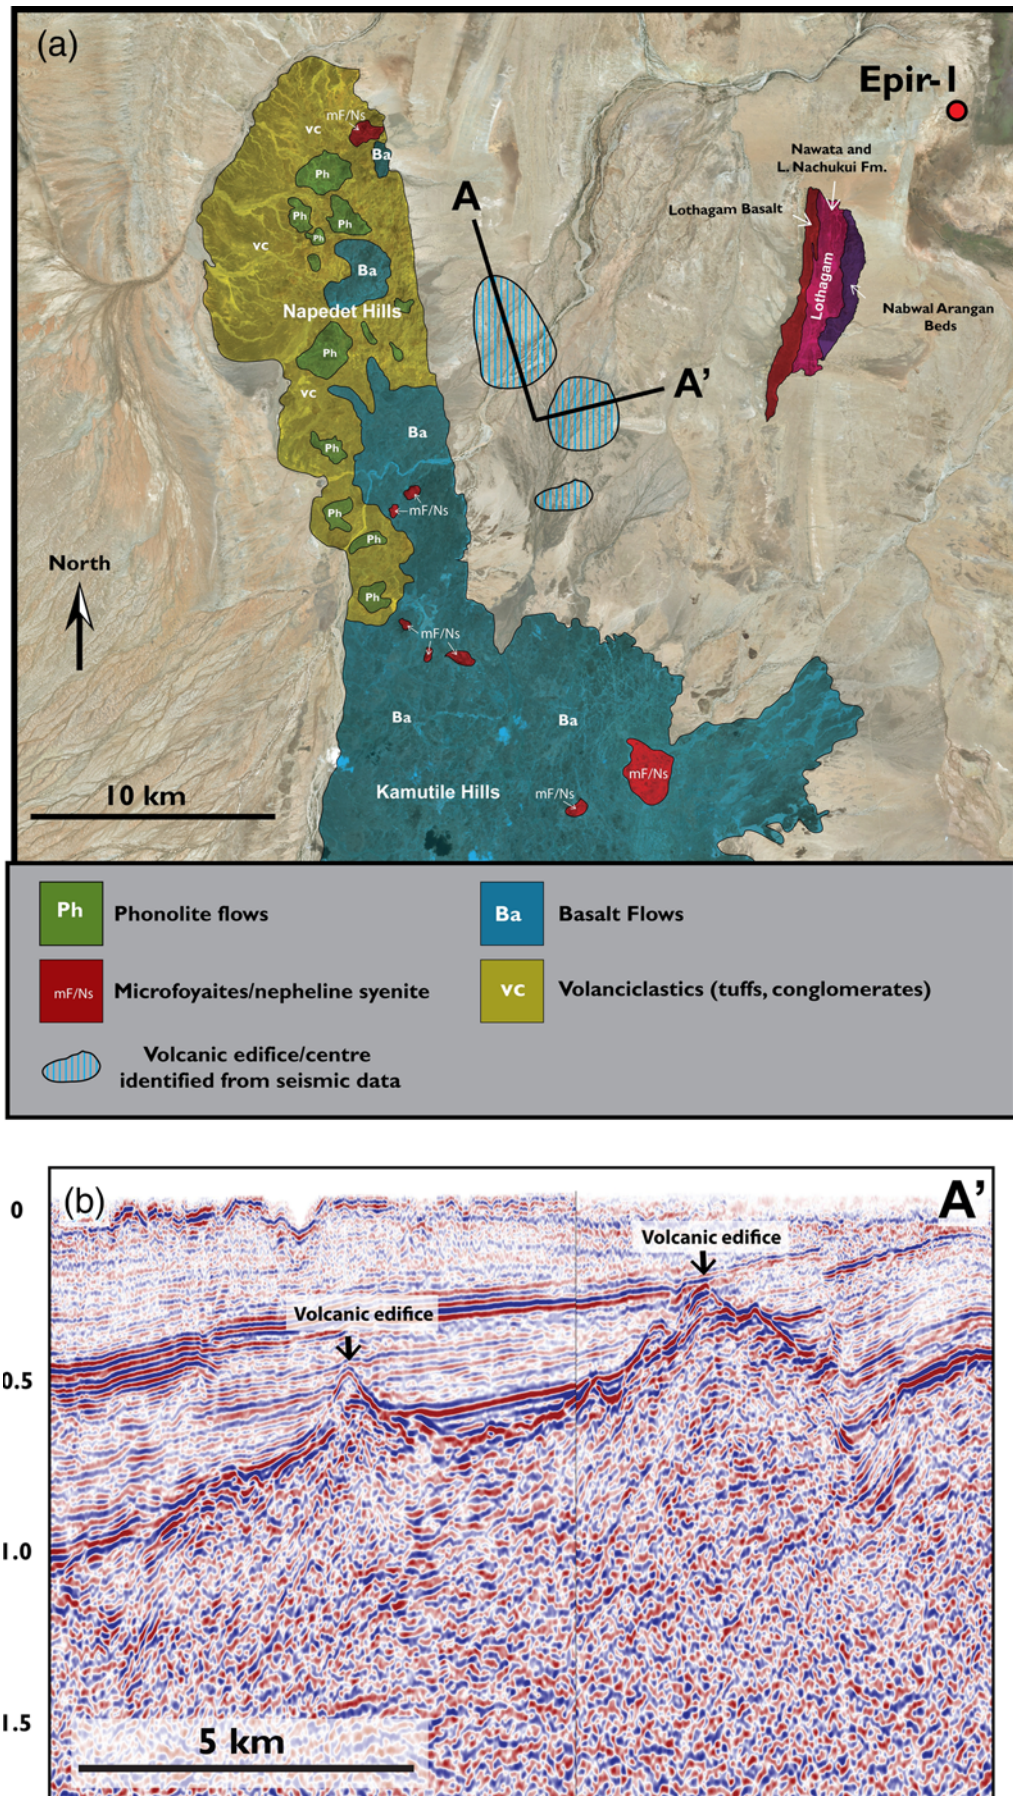 (a)
Epir-1
mF/Ns
vc
Ba
Nawata and
L. Nachukui Fm.
Ph
A
Lothagam Basalt
Ph
Ph
Ph
vc
Ba
Lothagam
Napedet Hills
Nabwal Arangan
Beds
Ph
A'
vc
Ba
Ph
mF/Ns
Ph
Ph
North
Ph
mF/Ns
Ba
Ba
mF/Ns
Kamutile Hills
mF/Ns
10 km
Ph
Phonolite flows
Ba
Basalt Flows
mF/Ns
Microfoyaites/nepheline syenite
vc
Volanciclastics (tuffs, conglomerates)
Volcanic edifice/centre
identified from seismic data
(b)
A'
0
Volcanic edifice
Volcanic edifice
0.5
1.0
1.5
5 km